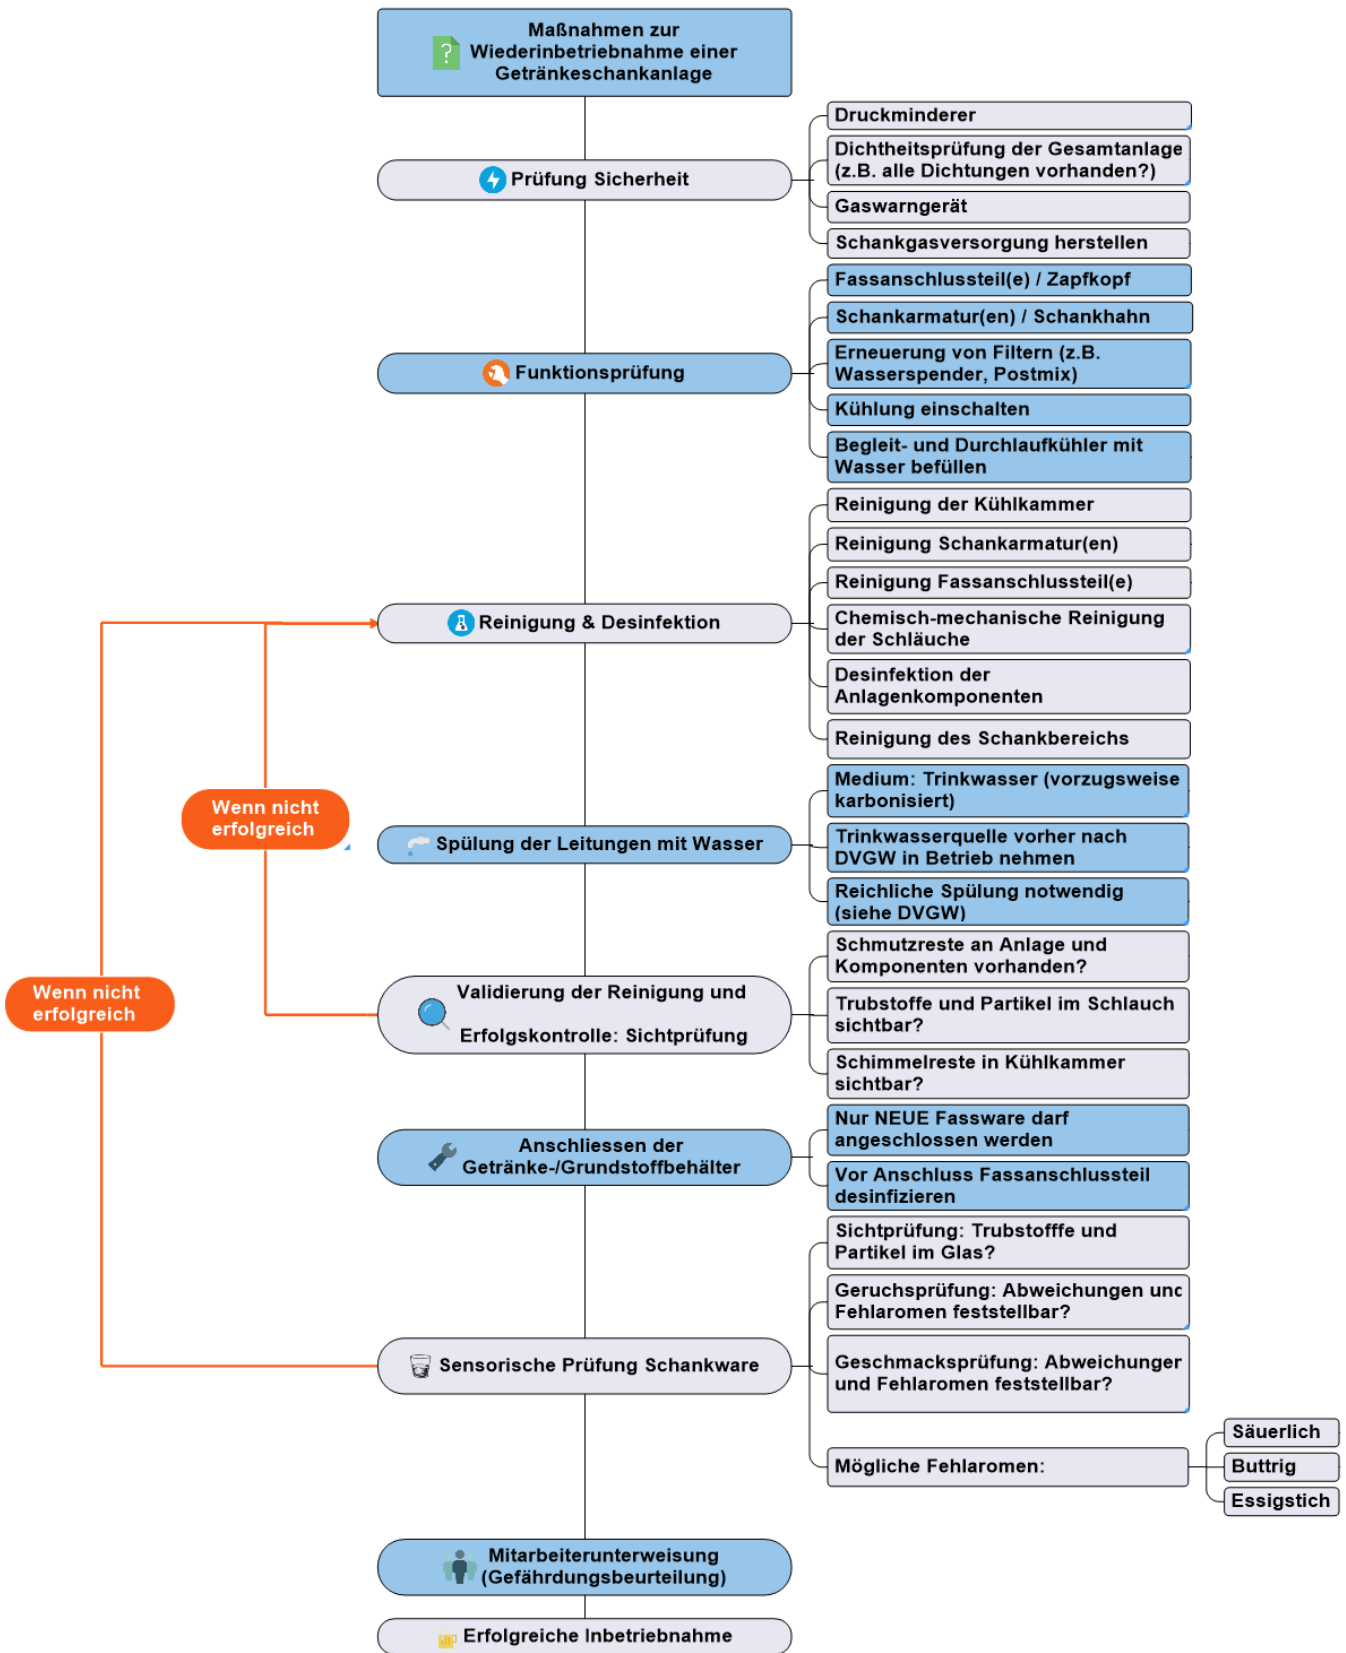 Maßnahmen zur
Wiederinbetriebnahme einer
Getränkeschankanlage
Prüfung Sicherheit
Druckminderer
Dichtheitsprüfung der Gesamtanlage
(z.B. alle Dichtungen vorhanden?)
Gaswarngerät
Schankgasversorgung herstellen
Funktionsprüfung
Fassanschlussteil(e) / Zapfkopf
Schankarmatur(en) / Schankhahn
Erneuerung von Filtern (z.B.
Wasserspender, Postmix)
Kühlung einschalten
Begleit- und Durchlaufkühler mit
Wasser befüllen
Reinigung & Desinfektion
Reinigung der Kühlkammer
Reinigung Schankarmatur(en)
Reinigung Fassanschlussteil(e)
Chemisch-mechanische Reinigung
der Schläuche
Desinfektion der
Anlagenkomponenten
Reinigung des Schankbereichs
Wenn nicht
erfolgreich
Spülung der Leitungen mit Wasser
Medium: Trinkwasser (vorzugsweise
karbonisiert)
Trinkwasserquelle vorher nach
DVGW in Betrieb nehmen
Reichliche Spülung notwendig
(siehe DVGW)
Wenn nicht
erfolgreich
Validierung der Reinigung und
Erfolgskontrolle: Sichtprüfung
Schmutzreste an Anlage und
Komponenten vorhanden?
Trubstoffe und Partikel im Schlauch
sichtbar?
Schimmelreste in Kühlkammer
sichtbar?
Anschliessen der
Getränke-/Grundstoffbehälter
Nur NEUE Fassware darf
angeschlossen werden
Vor Anschluss Fassanschlussteil
desinfizieren
Sensorische Prüfung Schankware
Sichtprüfung: Trubstofffe und
Partikel im Glas?
Geruchsprüfung: Abweichungen und
Fehlaromen feststellbar?
Geschmacksprüfung: Abweichungen
und Fehlaromen feststellbar?
Mögliche Fehlaromen:
Säuerlich
Buttrig
Essigstich
Mitarbeiterunterweisung
(Gefährdungsbeurteilung)
Erfolgreiche Inbetriebnahme